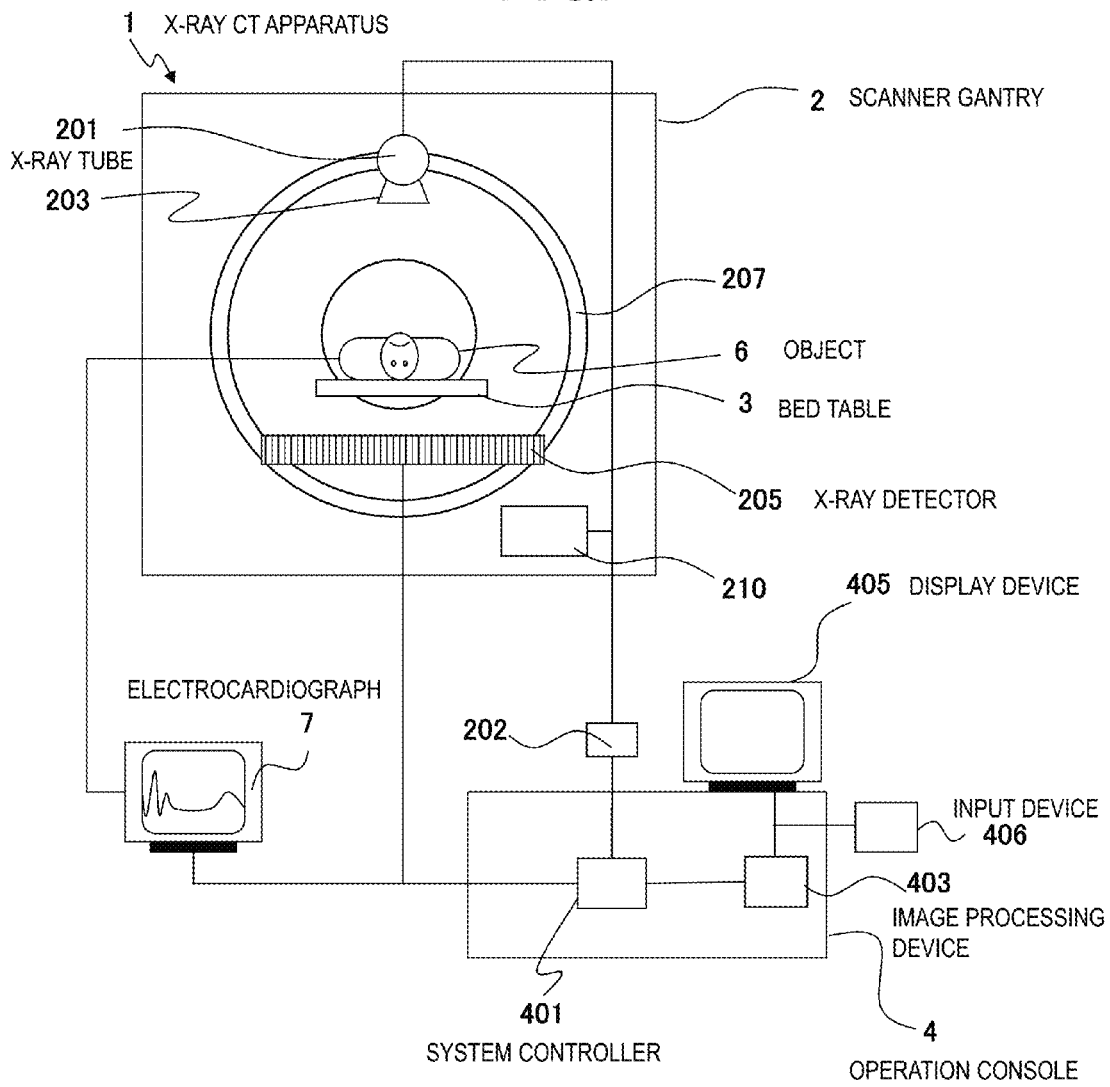 1 X-RAY CT APPARATUS
2 SCANNER GANTRY
201
X-RAY TUBE
203
207
6 OBJECT
3 BED TABLE
205 X-RAY DETECTOR
210
405 DISPLAY DEVICE
ELECTROCARDIOGRAPH
7
202
INPUT DEVICE
406
403
IMAGE PROCESSING
DEVICE
401
SYSTEM CONTROLLER
4
OPERATION CONSOLE